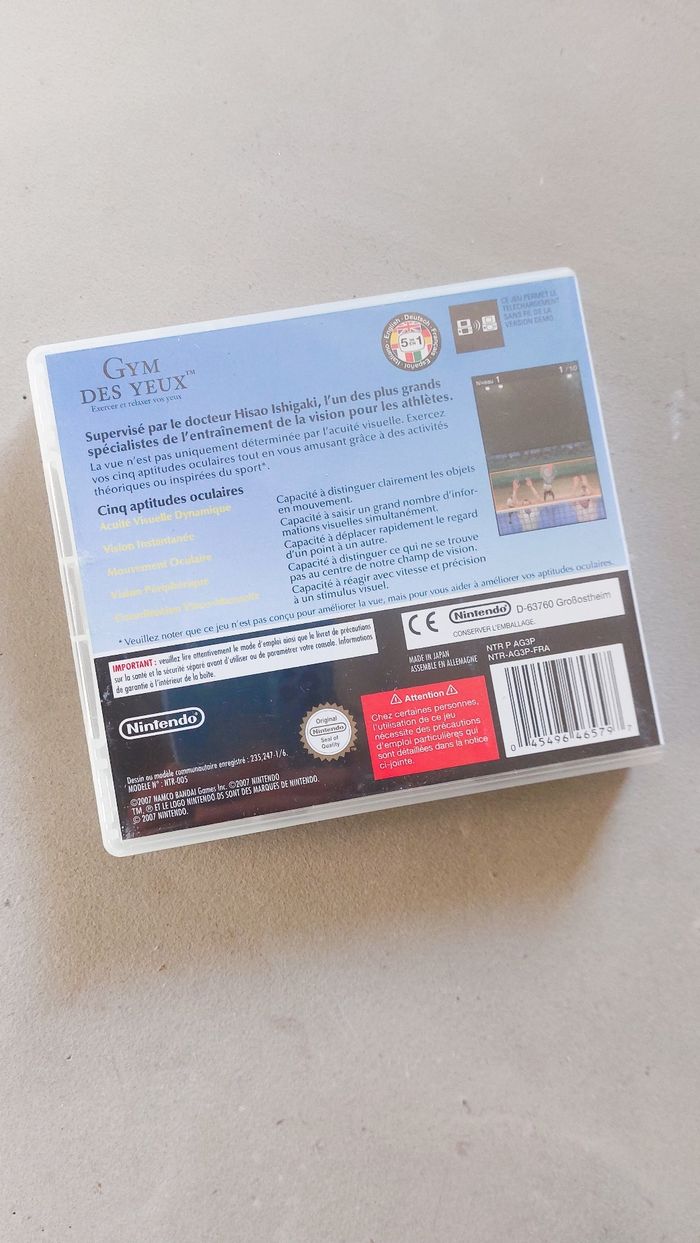 GYM
DES YEUX™
Exercer et relaxer vos yeux
English · Deutsch · Français · Español · Italiano
5 EN 1
CE JEU PERMET LE
TÉLÉCHARGEMENT
SANS FIL DE LA
VERSION DEMO.
Niveau 1
1/10
Supervisé par le docteur Hisao Ishigaki, l'un des plus grands
spécialistes de l'entraînement de la vision pour les athlètes.
La vue n'est pas uniquement déterminée par l'acuité visuelle. Exercez
vos cinq aptitudes oculaires tout en vous amusant grâce à des activités
théoriques ou inspirées du sport*.
Cinq aptitudes oculaires
Acuité Visuelle Dynamique
Capacité à distinguer clairement les objets
en mouvement.
Vision Instantanée
Capacité à saisir un grand nombre d'infor-
mations visuelles simultanément.
Mouvement Oculaire
Capacité à déplacer rapidement le regard
d'un point à un autre.
Vision Périphérique
Capacité à distinguer ce qui ne se trouve
pas au centre de notre champ de vision.
Coordination Visuo-Manuelle
Capacité à réagir avec vitesse et précision
à un stimulus visuel.
* Veuillez noter que ce jeu n'est pas conçu pour améliorer la vue, mais pour vous aider à améliorer vos aptitudes oculaires.
IMPORTANT : veuillez lire attentivement le mode d'emploi ainsi que le livret de précautions
sur la santé et la sécurité séparé avant d'utiliser ou de paramétrer votre console. Informations
de garantie à l'intérieur de la boîte.
CE
Nintendo
D-63760 Großostheim
CONSERVER L'EMBALLAGE.
MADE IN JAPAN
ASSEMBLÉ EN ALLEMAGNE
NTR P AG3P
NTR-AG3P-FRA
Nintendo
Original
Nintendo
Seal of
Quality
TM
Attention
Chez certaines personnes,
l'utilisation de ce jeu
nécessite des précautions
d'emploi particulières qui
sont détaillées dans la notice
ci-jointe.
0 45496 46579 7
Dessin ou modèle communautaire enregistré : 235,247-1/6.
MODÈLE N° : NTR-005
©2007 NAMCO BANDAI Games Inc. ©2007 NINTENDO
TM, ® ET LE LOGO NINTENDO DS SONT DES MARQUES DE NINTENDO.
© 2007 NINTENDO.